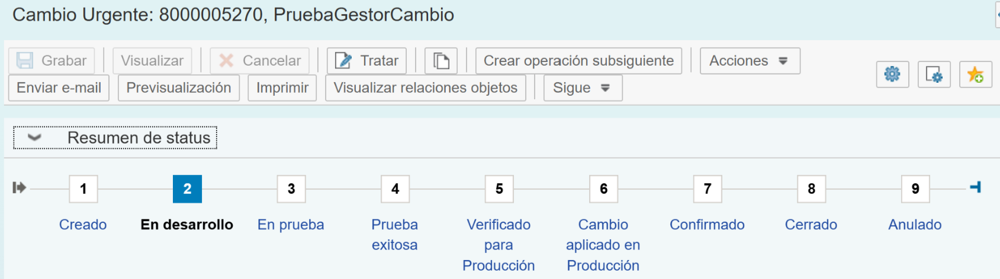 Cambio Urgente: 8000005270, PruebaGestorCambio
Grabar Visualizar Cancelar Tratar Crear operación subsiguiente Acciones
Enviar e-mail Previsualización Imprimir Visualizar relaciones objetos Sigue
Resumen de status
1 2 3 4 5 6 7 8 9
Creado En desarrollo En prueba Prueba Verificado Cambio Confirmado Cerrado Anulado
exitosa para aplicado en
Producción Producción